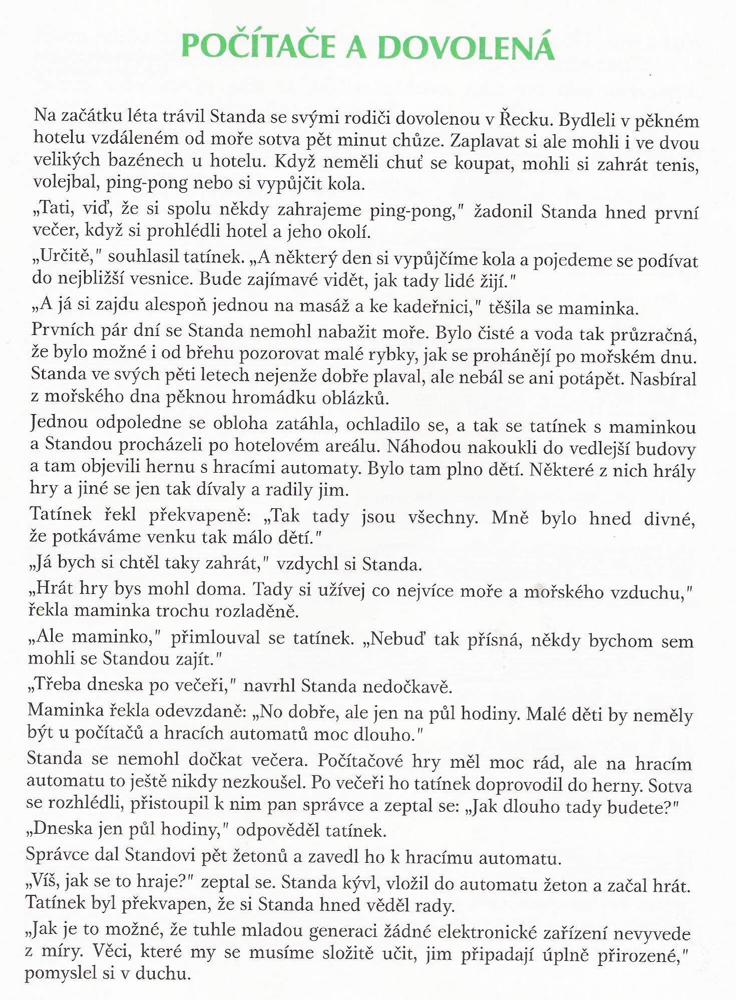 POČÍTAČE A DOVOLENÁ
Na začátku léta trávil Standa se svými rodiči dovolenou v Řecku. Bydleli v pěkném
hotelu vzdáleném od moře sotva pět minut chůze. Zaplavat si ale mohli i ve dvou
velikých bazénech u hotelu. Když neměli chuť se koupat, mohli si zahrát tenis,
volejbal, ping-pong nebo si vypůjčit kola.
„Tati, viď, že si spolu někdy zahrajeme ping-pong," žadonil Standa hned první
večer, když si prohlédli hotel a jeho okolí.
„Určitě," souhlasil tatínek. „A některý den si vypůjčíme kola a pojedeme se podívat
do nejbližší vesnice. Bude zajímavé vidět, jak tady lidé žijí."
„A já si zajdu alespoň jednou na masáž a ke kadeřnici," těšila se maminka.
Prvních pár dní se Standa nemohl nabažit moře. Bylo čisté a voda tak průzračná,
že bylo možné i od břehu pozorovat malé rybky, jak se prohánějí po mořském dnu.
Standa ve svých pěti letech nejenže dobře plaval, ale nebál se ani potápět. Nasbíral
z mořského dna pěknou hromádku oblázků.
Jednou odpoledne se obloha zatáhla, ochladilo se, a tak se tatínek s maminkou
a Standou procházeli po hotelovém areálu. Náhodou nakoukli do vedlejší budovy
a tam objevili hernu s hracími automaty. Bylo tam plno dětí. Některé z nich hrály
hry a jiné se jen tak dívaly a radily jim.
Tatínek řekl překvapeně: „Tak tady jsou všechny. Mně bylo hned divné,
že potkáváme venku tak málo dětí."
„Já bych si chtěl taky zahrát," vzdychl si Standa.
„Hrát hry bys mohl doma. Tady si užívej co nejvíce moře a mořského vzduchu,"
řekla maminka trochu rozladěně.
„Ale maminko," přimlouval se tatínek. „Nebuď tak přísná, někdy bychom sem
mohli se Standou zajít."
„Třeba dneska po večeři," navrhl Standa nedočkavě.
Maminka řekla odevzdaně: „No dobře, ale jen na půl hodiny. Malé děti by neměly
být u počítačů a hracích automatů moc dlouho."
Standa se nemohl dočkat večera. Počítačové hry měl moc rád, ale na hracím
automatu to ještě nikdy nezkoušel. Po večeři ho tatínek doprovodil do herny. Sotva
se rozhlédli, přistoupil k nim pan správce a zeptal se: „Jak dlouho tady budete?"
„Dneska jen půl hodiny," odpověděl tatínek.
Správce dal Standovi pět žetonů a zavedl ho k hracímu automatu.
„Víš, jak se to hraje?" zeptal se. Standa kývl, vložil do automatu žeton a začal hrát.
Tatínek byl překvapen, že si Standa hned věděl rady.
„Jak je to možné, že tuhle mladou generaci žádné elektronické zařízení nevyvede
z míry. Věci, které my se musíme složitě učit, jim připadají úplně přirozené,"
pomyslel si v duchu.